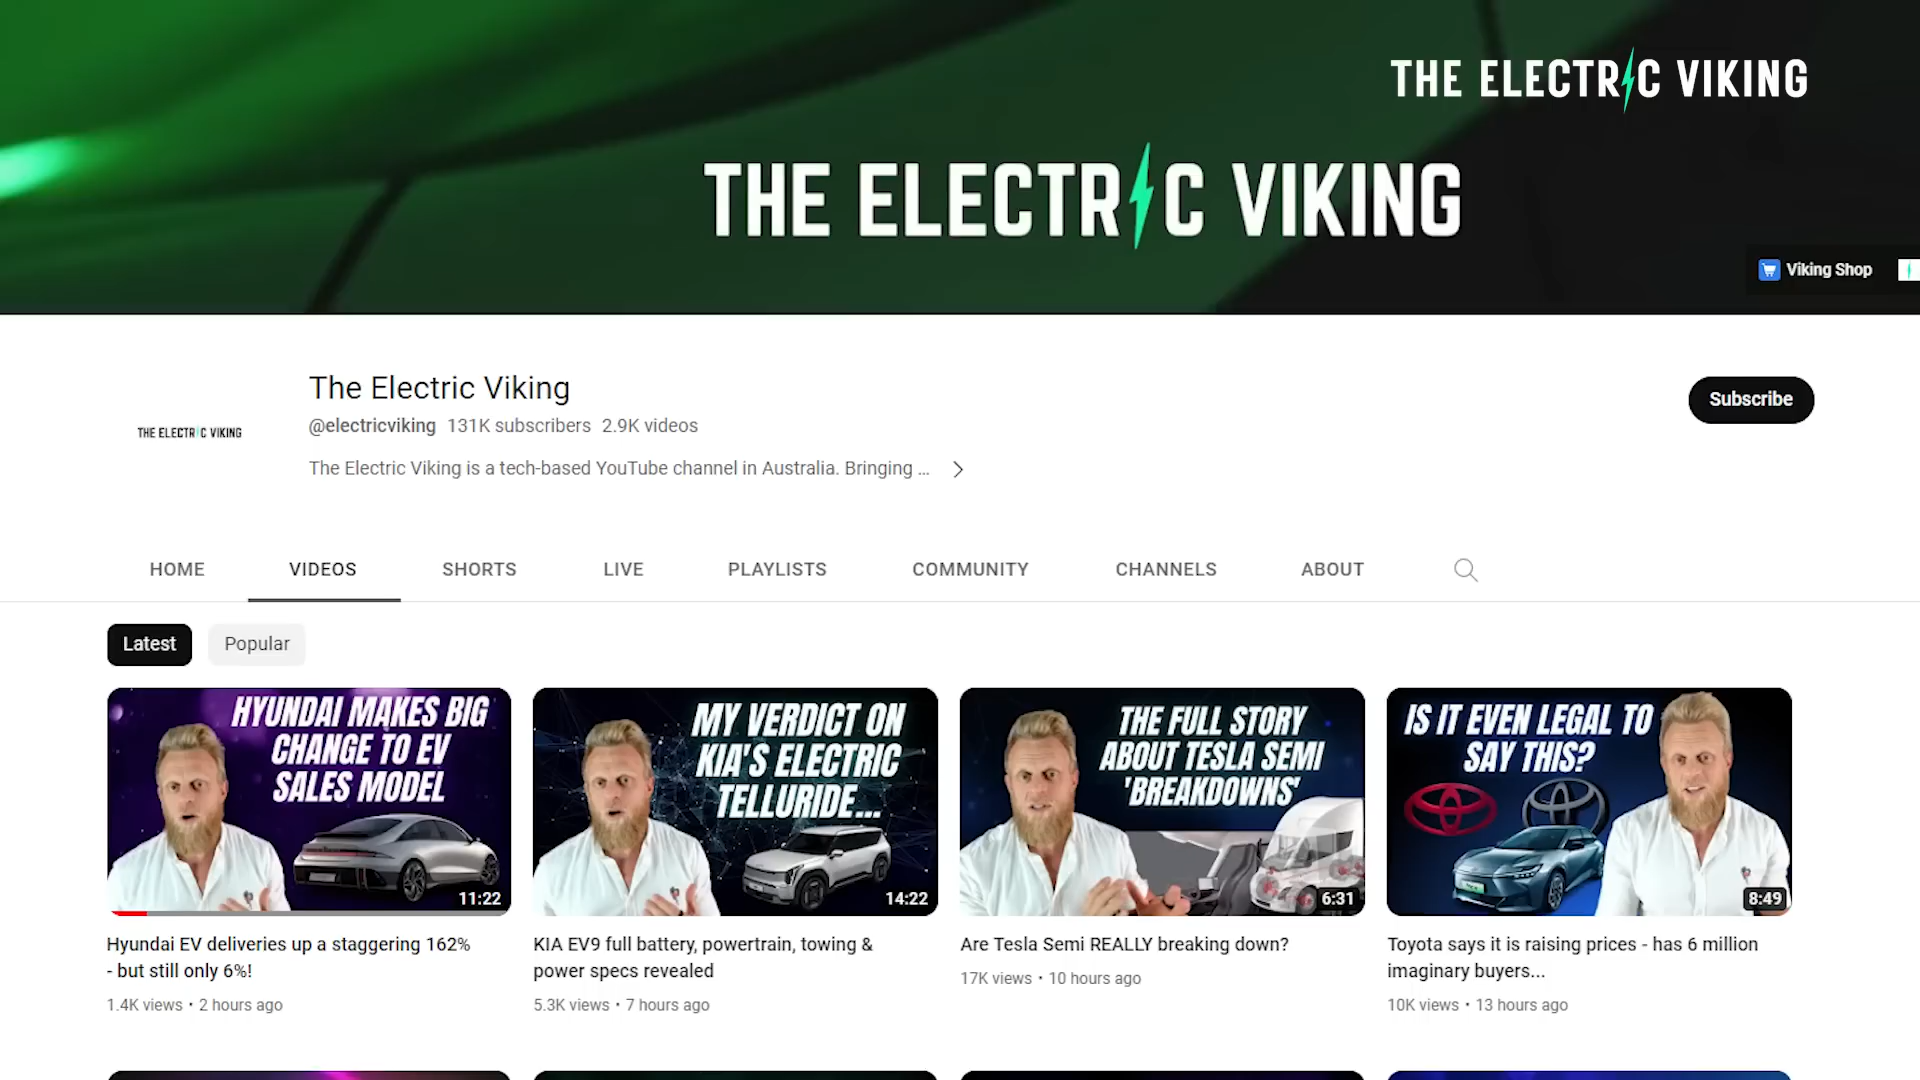 THE ELECTRIC VIKING
THE ELECTRIC VIKING
Viking Shop
The Electric Viking
THE ELECTRIC VIKING
@electricviking 131K subscribers 2.9K videos
The Electric Viking is a tech-based YouTube channel in Australia. Bringing ...
Subscribe
HOME VIDEOS SHORTS LIVE PLAYLISTS COMMUNITY CHANNELS ABOUT
Latest Popular
HYUNDAI MAKES BIG
CHANGE TO EV
SALES MODEL
11:22
MY VERDICT ON
KIA'S ELECTRIC
TELLURIDE...
14:22
THE FULL STORY
ABOUT TESLA SEMI
'BREAKDOWNS'
6:31
IS IT EVEN LEGAL TO
SAY THIS?
8:49
Hyundai EV deliveries up a staggering 162%
- but still only 6%!
1.4K views • 2 hours ago
KIA EV9 full battery, powertrain, towing &
power specs revealed
5.3K views • 7 hours ago
Are Tesla Semi REALLY breaking down?
17K views • 10 hours ago
Toyota says it is raising prices - has 6 million
imaginary buyers...
10K views • 13 hours ago